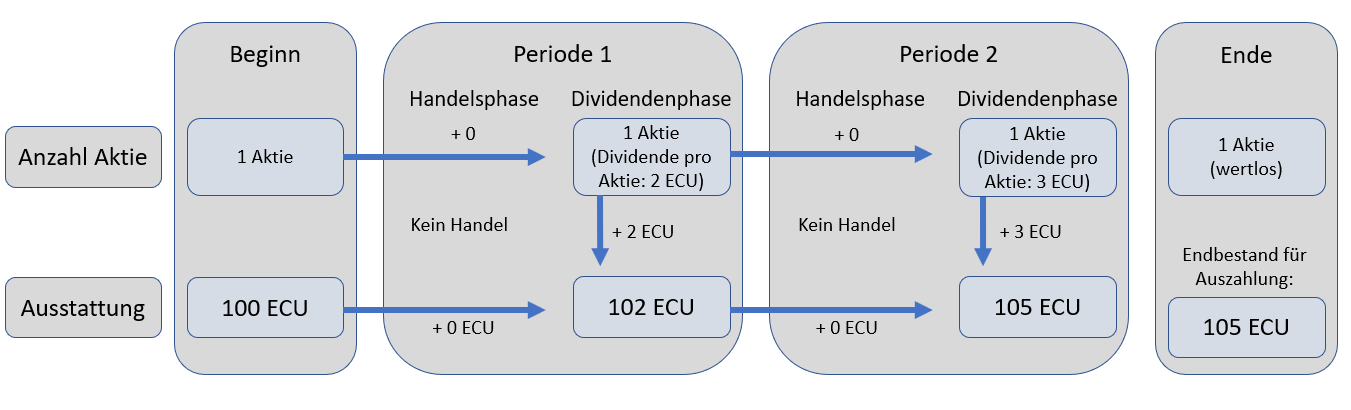 Beginn
Periode 1
Periode 2
Ende
Handelsphase
Dividendenphase
Handelsphase
Dividendenphase
Anzahl Aktie
1 Aktie
+ 0
1 Aktie
(Dividende pro
Aktie: 2 ECU)
+ 0
1 Aktie
(Dividende pro
Aktie: 3 ECU)
1 Aktie
(wertlos)
Kein Handel
+ 2 ECU
Kein Handel
+ 3 ECU
Ausstattung
100 ECU
+ 0 ECU
102 ECU
+ 0 ECU
105 ECU
Endbestand für
Auszahlung:
105 ECU